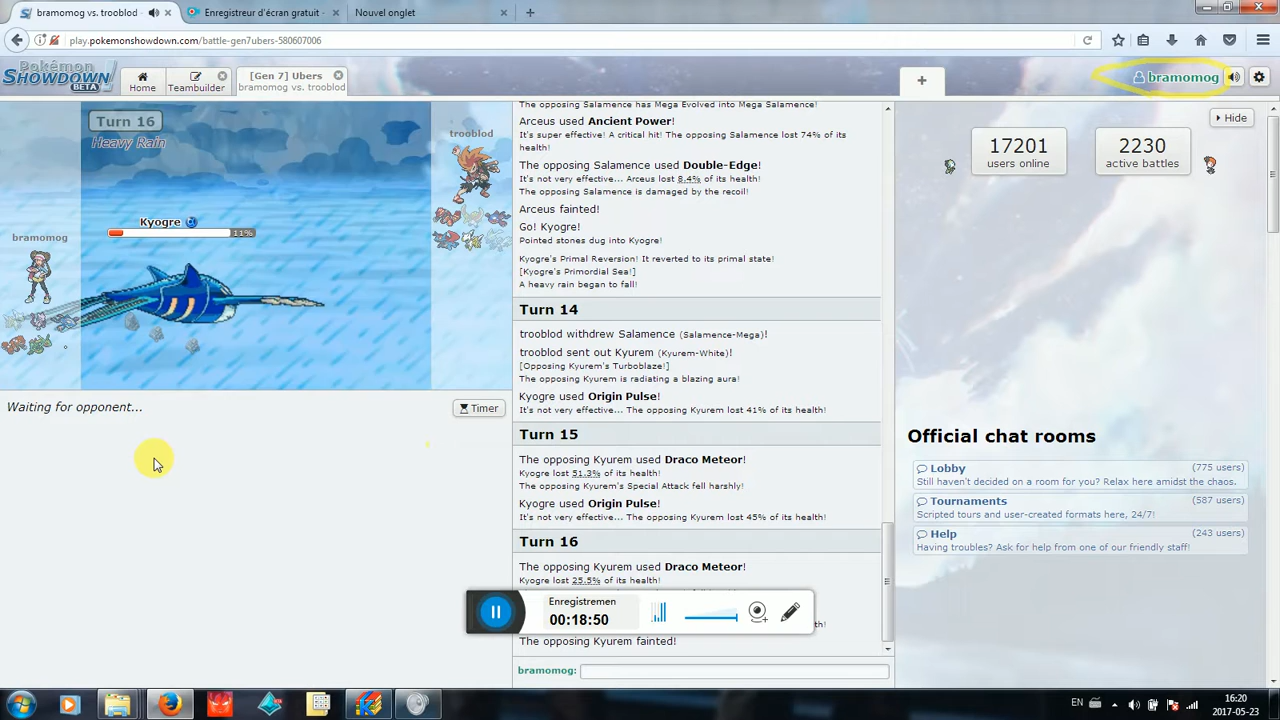 bramomog vs. trooblod -
Enregistreur d'écran gratuit -
Nouvel onglet
play.pokemonshowdown.com/battle-gen7ubers-580607006
Pokémon
SHOWDOWN!
BETA
Home
Teambuilder
[Gen 7] Ubers
bramomog vs. trooblod
bramomog
Turn 16
Heavy Rain
trooblod
Kyogre
11%
bramomog
Waiting for opponent...
Timer
The opposing Salamence has Mega Evolved into Mega Salamence!
Arceus used Ancient Power!
It's super effective! A critical hit! The opposing Salamence lost 74% of its
health!
The opposing Salamence used Double-Edge!
It's not very effective... Arceus lost 8.4% of its health!
The opposing Salamence is damaged by the recoil!
Arceus fainted!
Go! Kyogre!
Pointed stones dug into Kyogre!
Kyogre's Primal Reversion! It reverted to its primal state!
[Kyogre's Primordial Sea!]
A heavy rain began to fall!
Turn 14
trooblod withdrew Salamence (Salamence-Mega)!
trooblod sent out Kyurem (Kyurem-White)!
[Opposing Kyurem's Turboblaze!]
The opposing Kyurem is radiating a blazing aura!
Kyogre used Origin Pulse!
It's not very effective... The opposing Kyurem lost 41% of its health!
Turn 15
The opposing Kyurem used Draco Meteor!
Kyogre lost 51.3% of its health!
The opposing Kyurem's Special Attack fell harshly!
Kyogre used Origin Pulse!
It's not very effective... The opposing Kyurem lost 45% of its health!
Turn 16
The opposing Kyurem used Draco Meteor!
Kyogre lost 25.5% of its health!
The opposing Kyurem fainted!
bramomog:
Enregistremen
00:18:50
Hide
17201
users online
2230
active battles
Official chat rooms
Lobby
(775 users)
Still haven't decided on a room for you? Relax here amidst the chaos.
Tournaments
(587 users)
Scripted tours and user-created formats here, 24/7!
Help
(243 users)
Having troubles? Ask for help from one of our friendly staff!
EN
16:20
2017-05-23